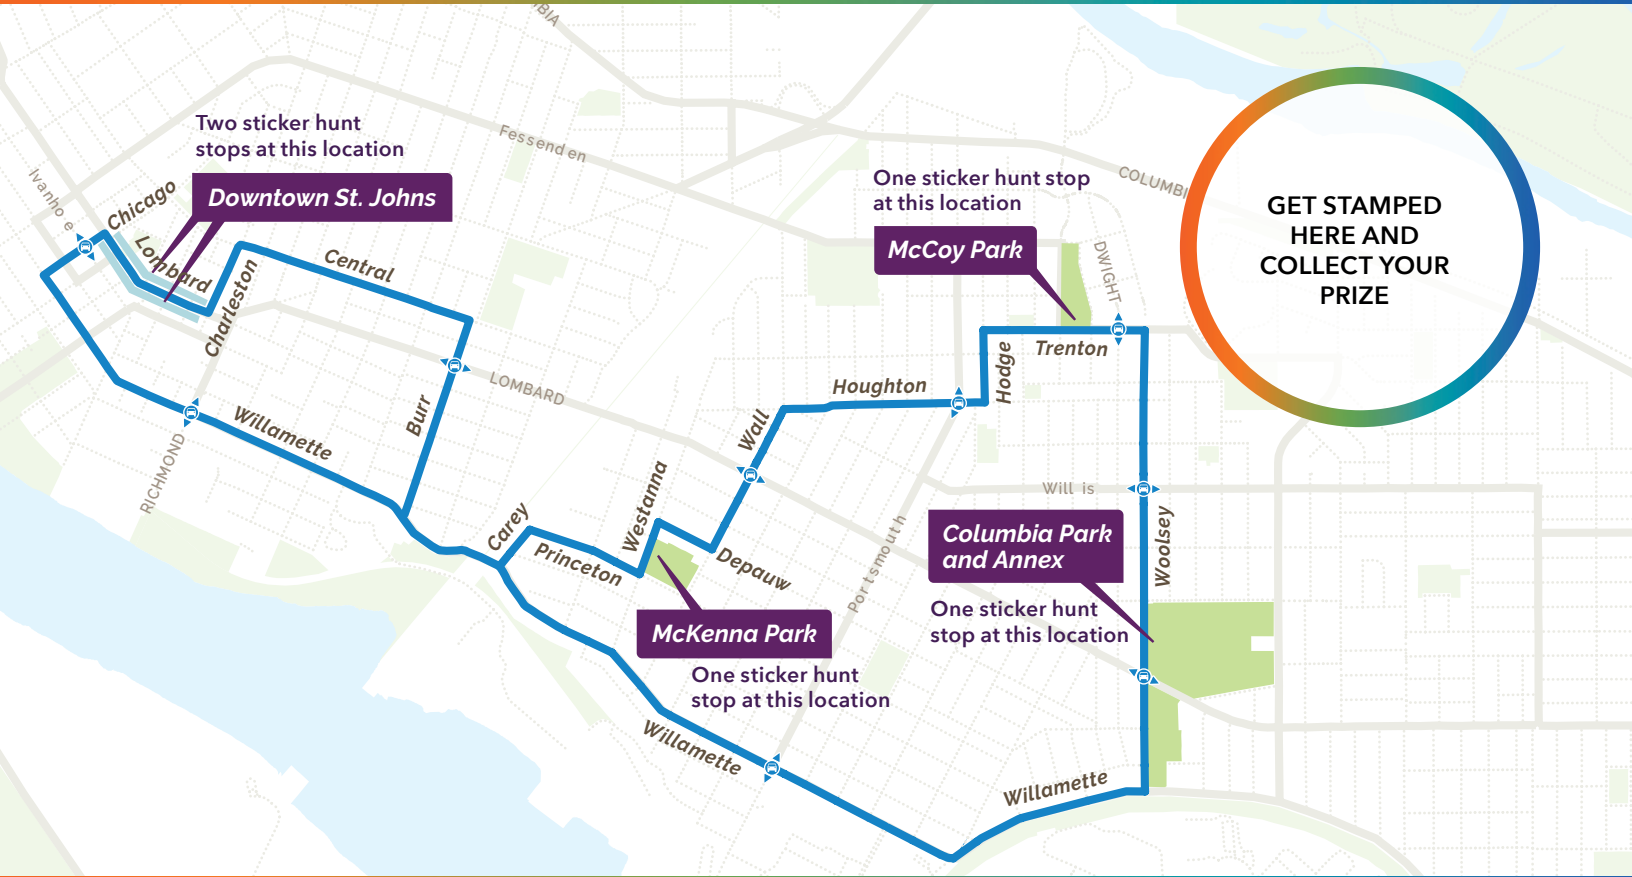 BIA
Two sticker hunt
stops at this location
Downtown St. Johns
Fessenden
Ivanhoe
Chicago
Lombard
Charleston
Central
One sticker hunt stop
at this location
McCoy Park
COLUMBI
DWIGHT
GET STAMPED
HERE AND
COLLECT YOUR
PRIZE
Trenton
Hodge
Houghton
LOMBARD
Burr
Wall
Willamette
RICHMOND
Westanna
Carey
Princeton
Depauw
Willis
Portsmouth
Woolsey
Columbia Park
and Annex
One sticker hunt
stop at this location
McKenna Park
One sticker hunt
stop at this location
Willamette
Willamette